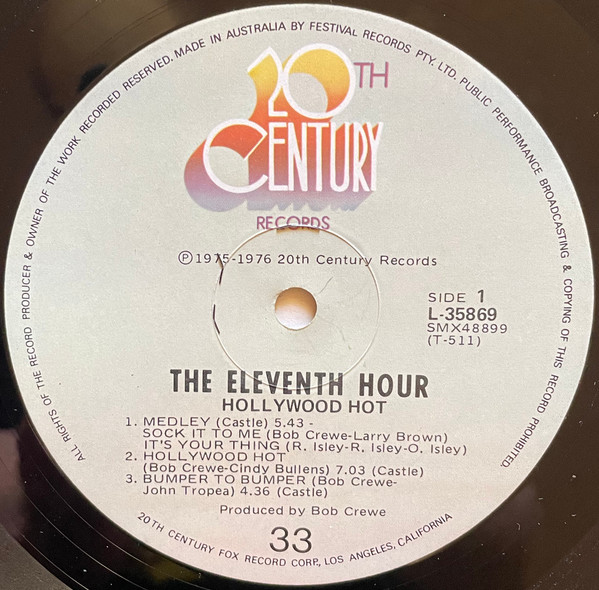 ALL RIGHTS OF THE RECORD PRODUCER & OWNER OF THE WORK RECORDED RESERVED. MADE IN AUSTRALIA BY FESTIVAL RECORDS PTY. LTD. PUBLIC PERFORMANCE BROADCASTING & COPYING OF THIS RECORD PROHIBITED.
20TH
CENTURY
RECORDS
Ⓟ1975-1976 20th Century Records
SIDE 1
L-35869
SMX48899
(T-511)
THE ELEVENTH HOUR
HOLLYWOOD HOT
1. MEDLEY (Castle) 5.43 -
SOCK IT TO ME (Bob Crewe-Larry Brown)
IT'S YOUR THING (R. Isley-R. Isley-O. Isley)
2. HOLLYWOOD HOT
(Bob Crewe-Cindy Bullens) 7.03 (Castle)
3. BUMPER TO BUMPER (Bob Crewe-
John Tropea) 4.36 (Castle)
Produced by Bob Crewe
33
20TH CENTURY FOX RECORD CORP., LOS ANGELES, CALIFORNIA